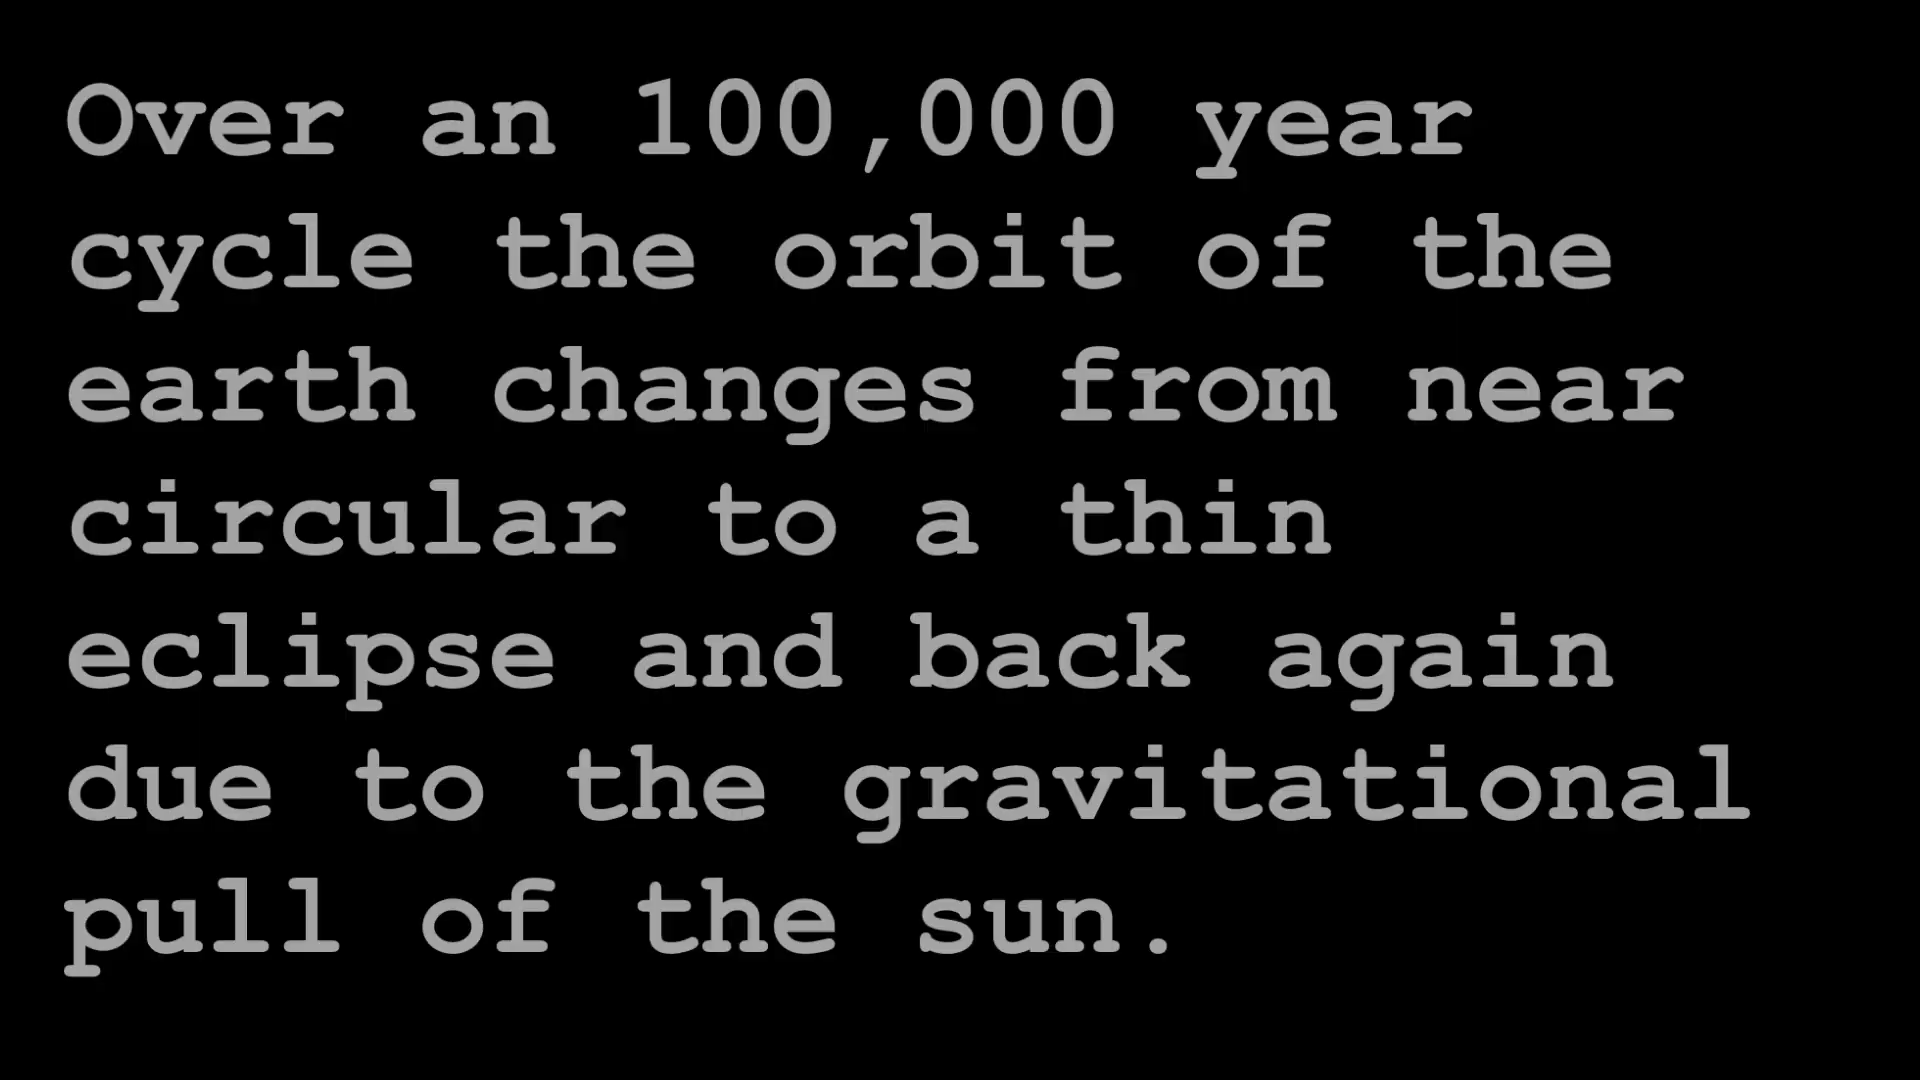 Over an 100,000 year
cycle the orbit of the
earth changes from near
circular to a thin
eclipse and back again
due to the gravitational
pull of the sun.